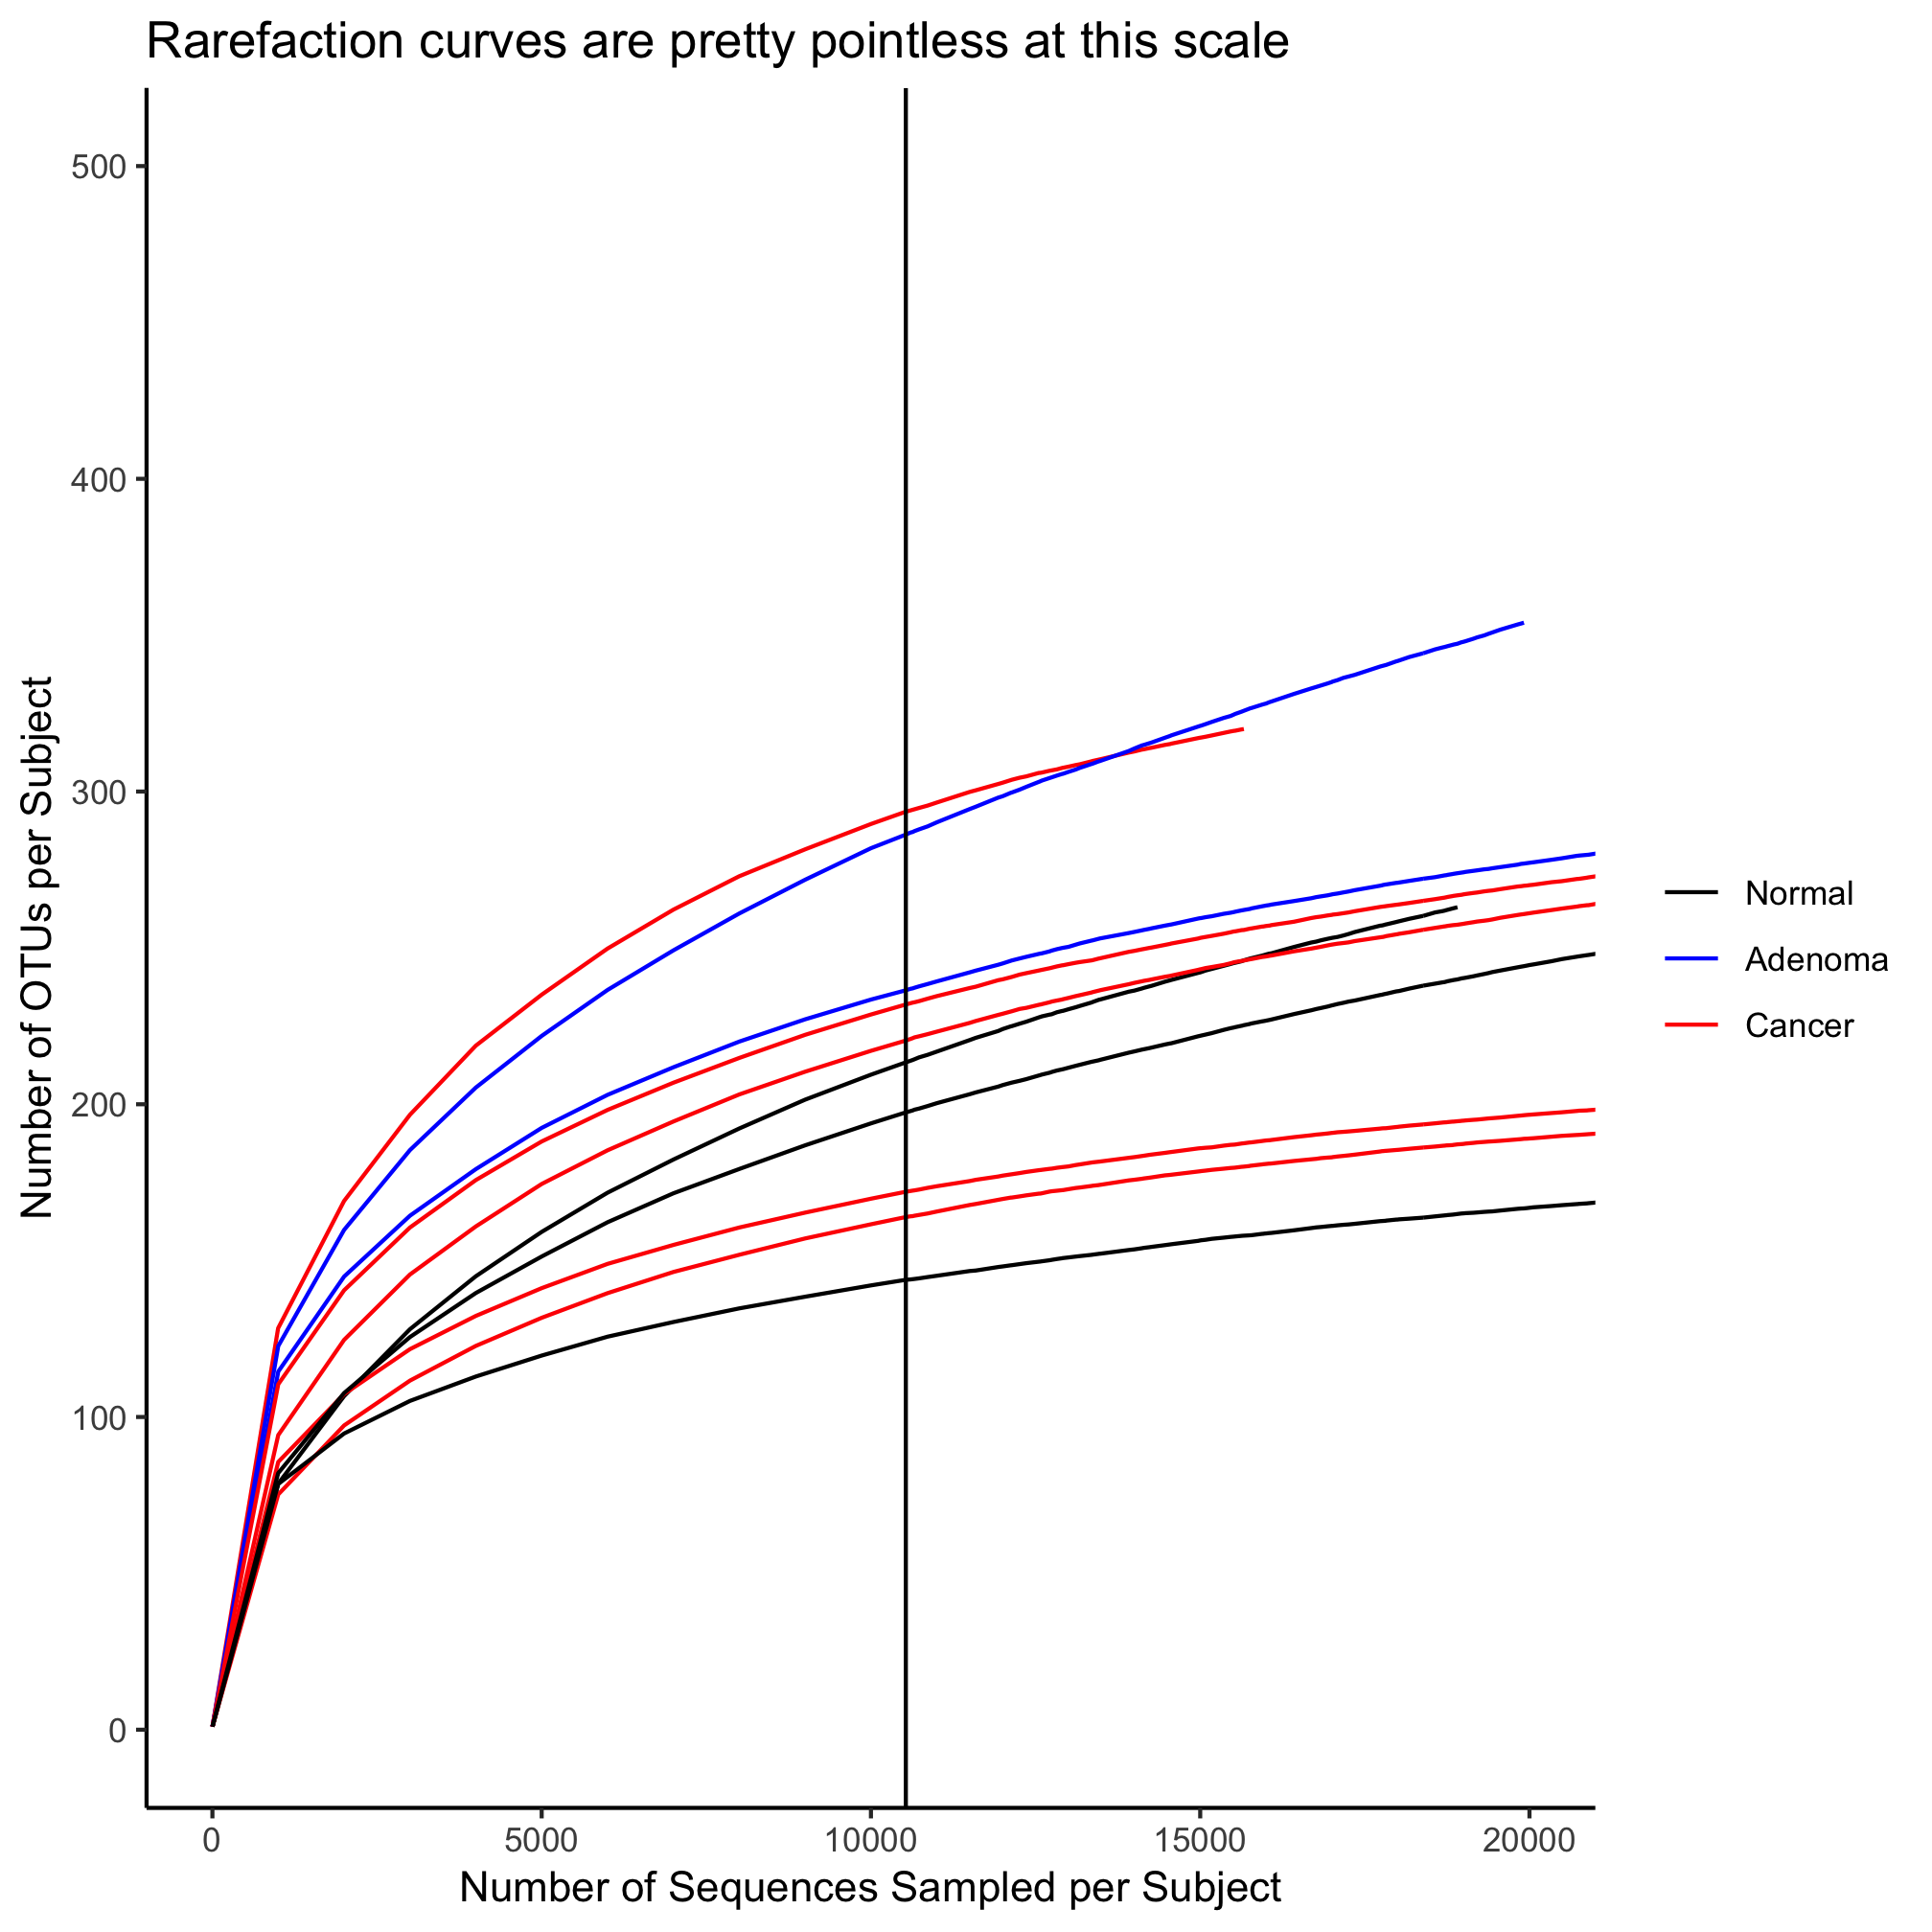 Rarefaction curves are pretty pointless at this scale
Number of OTUs per Subject
500
400
300
200
100
0
0 5000 10000 15000 20000
Number of Sequences Sampled per Subject
Normal
Adenoma
Cancer